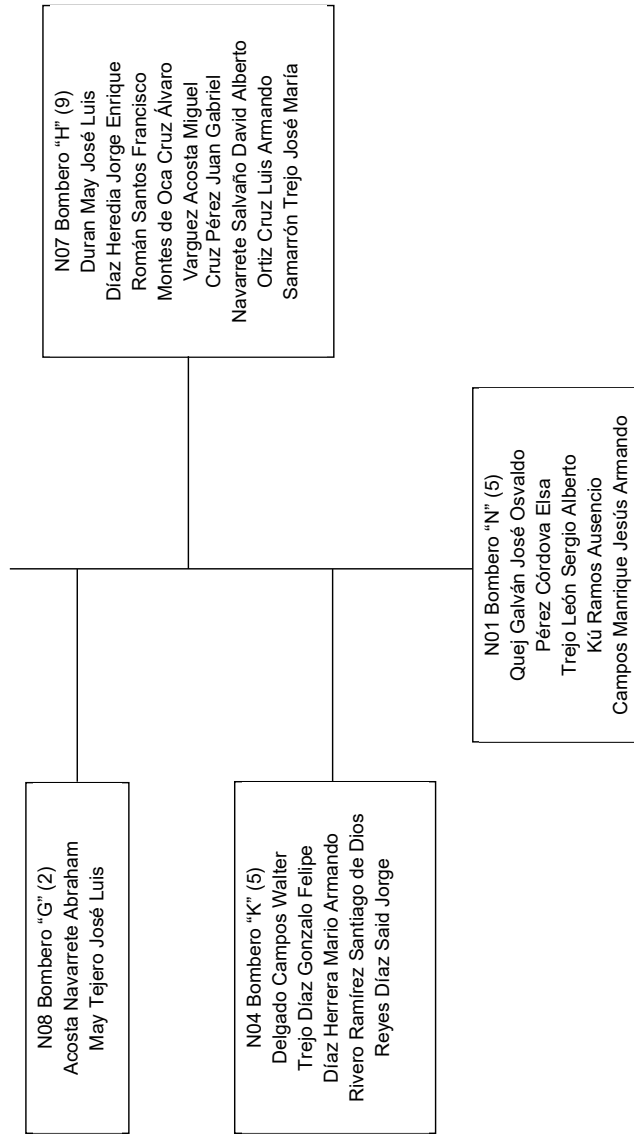 N08 Bombero “G” (2)
Acosta Navarrete Abraham
May Tejero José Luis
N07 Bombero “H” (9)
Duran May José Luis
Díaz Heredia Jorge Enrique
Román Santos Francisco
Montes de Oca Cruz Álvaro
Varguez Acosta Miguel
Cruz Pérez Juan Gabriel
Navarrete Salvaño David Alberto
Ortiz Cruz Luis Armando
Samarrón Trejo José María
N04 Bombero “K” (5)
Delgado Campos Walter
Trejo Díaz Gonzalo Felipe
Díaz Herrera Mario Armando
Rivero Ramírez Santiago de Dios
Reyes Díaz Said Jorge
N01 Bombero “N” (5)
Quej Galván José Osvaldo
Pérez Córdova Elsa
Trejo León Sergio Alberto
Kú Ramos Ausencio
Campos Manrique Jesús Armando